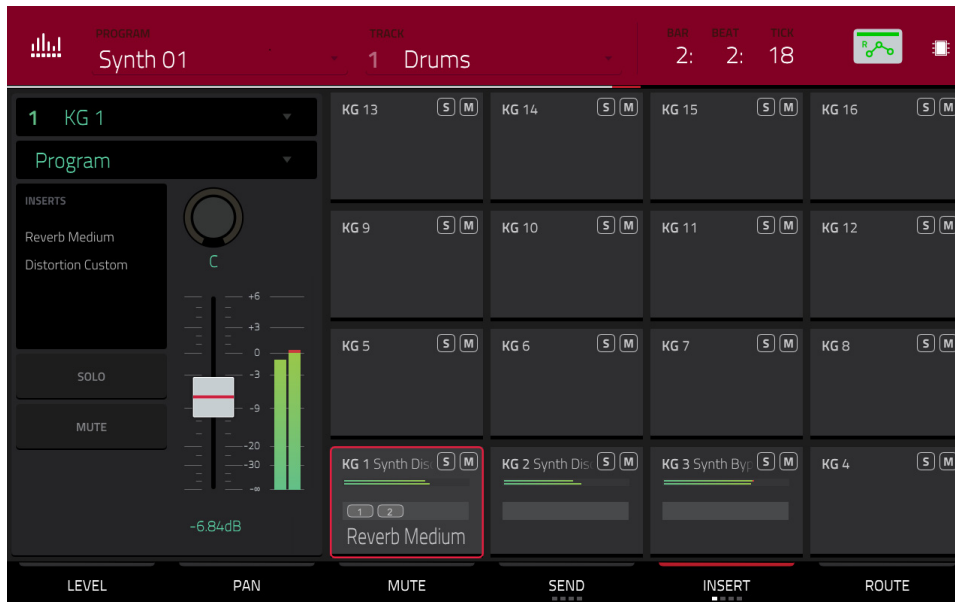 PROGRAM TRACK BAR BEAT TICK
Synth 01 1 Drums 2: 2: 18 R
1 KG 1
Program
INSERTS
Reverb Medium
Distortion Custom
C
+6
+3
0
-3
-9
-20
-30
-∞
SOLO
MUTE
-6.84dB
KG 13 S M KG 14 S M KG 15 S M KG 16 S M
KG 9 S M KG 10 S M KG 11 S M KG 12 S M
KG 5 S M KG 6 S M KG 7 S M KG 8 S M
KG 1 Synth Dis S M KG 2 Synth Dis S M KG 3 Synth Byp S M KG 4 S M
1 2
Reverb Medium
LEVEL PAN MUTE SEND INSERT ROUTE